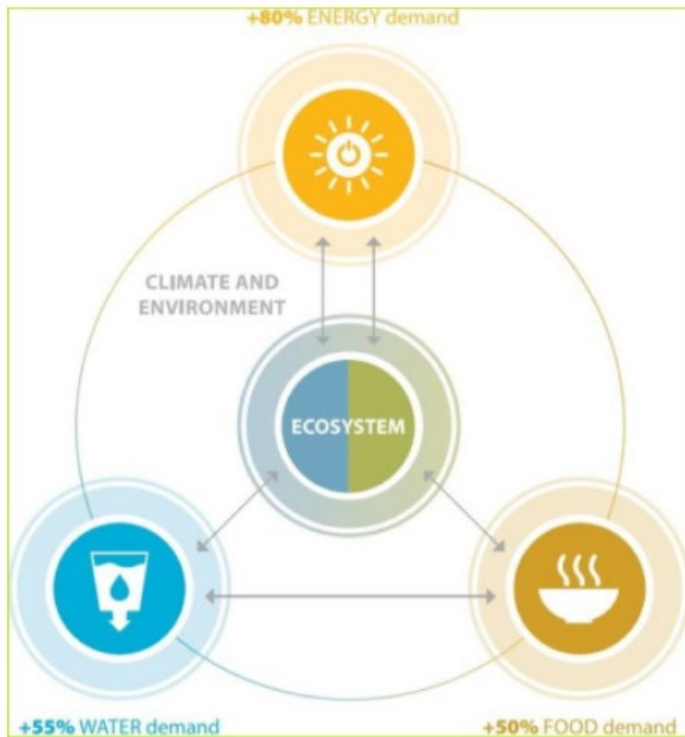 +80% ENERGY demand
CLIMATE AND
ENVIRONMENT
ECOSYSTEM
+55% WATER demand
+50% FOOD demand